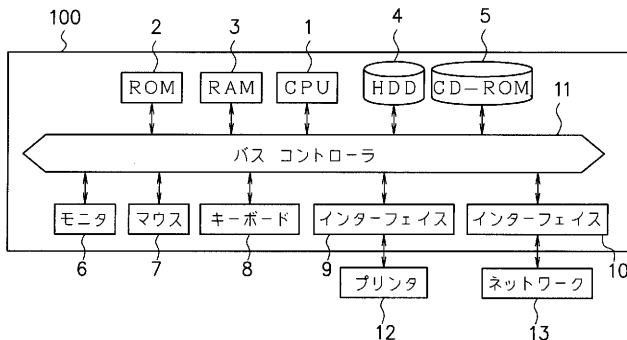 100
2
3
1
4
5
ROM
RAM
CPU
HDD
CD-ROM
11
バス コントローラ
モニタ
マウス
キーボード
インターフェイス
インターフェイス
6
7
8
9
10
プリンタ
ネットワーク
12
13